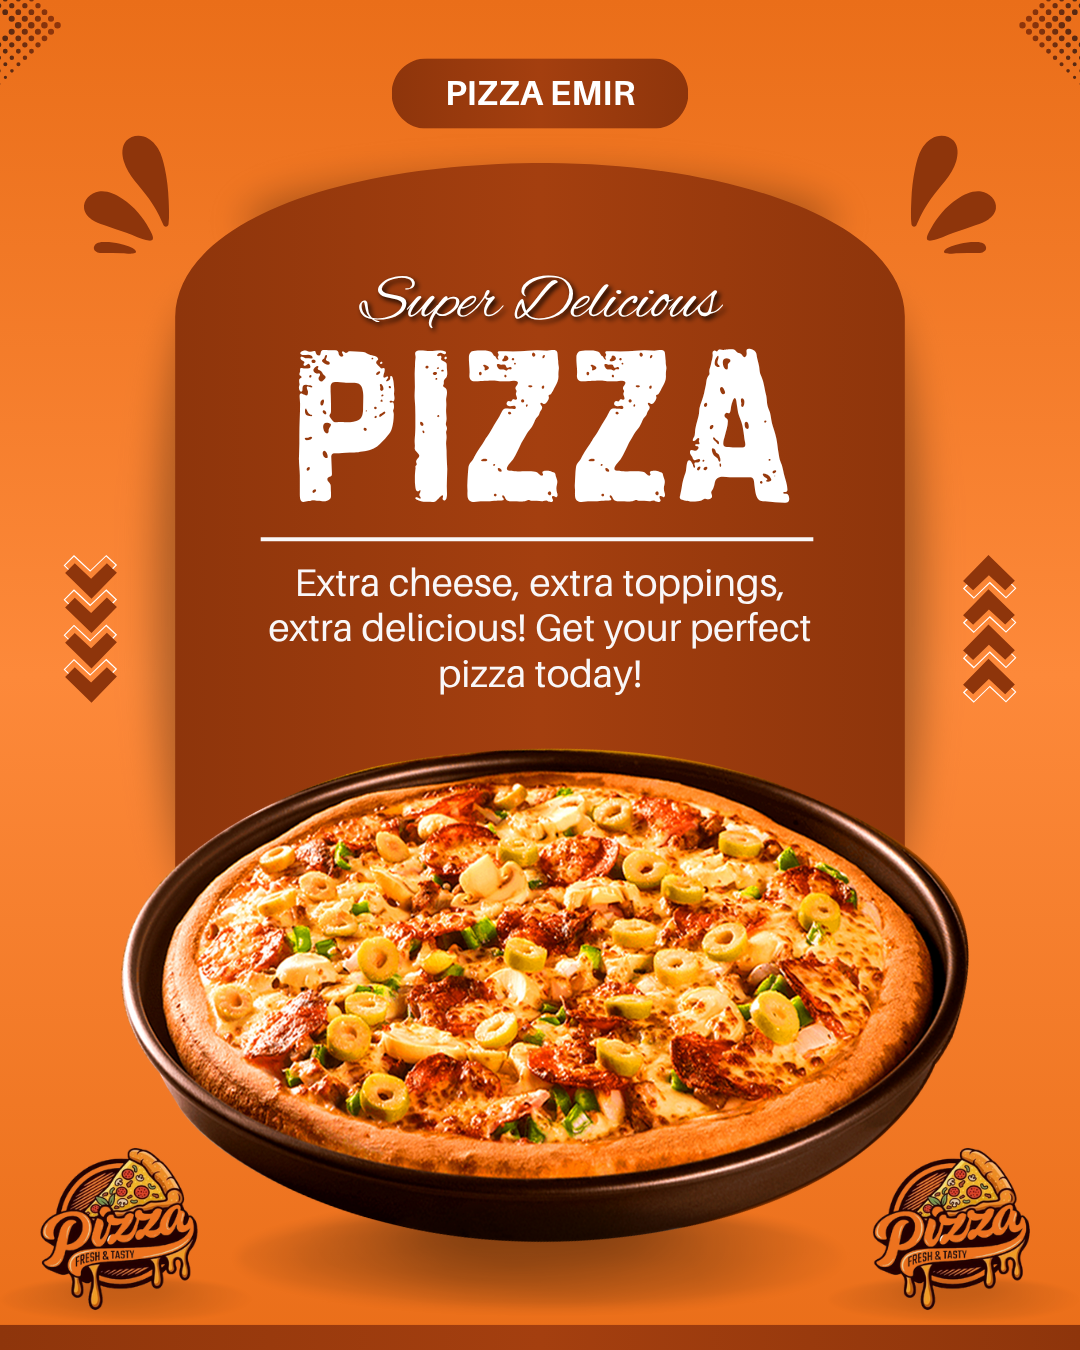 PIZZA EMIR
Super Delicious
PIZZA
Extra cheese, extra toppings,
extra delicious! Get your perfect
pizza today!
Pizza
FRESH & TASTY
Pizza
FRESH & TASTY